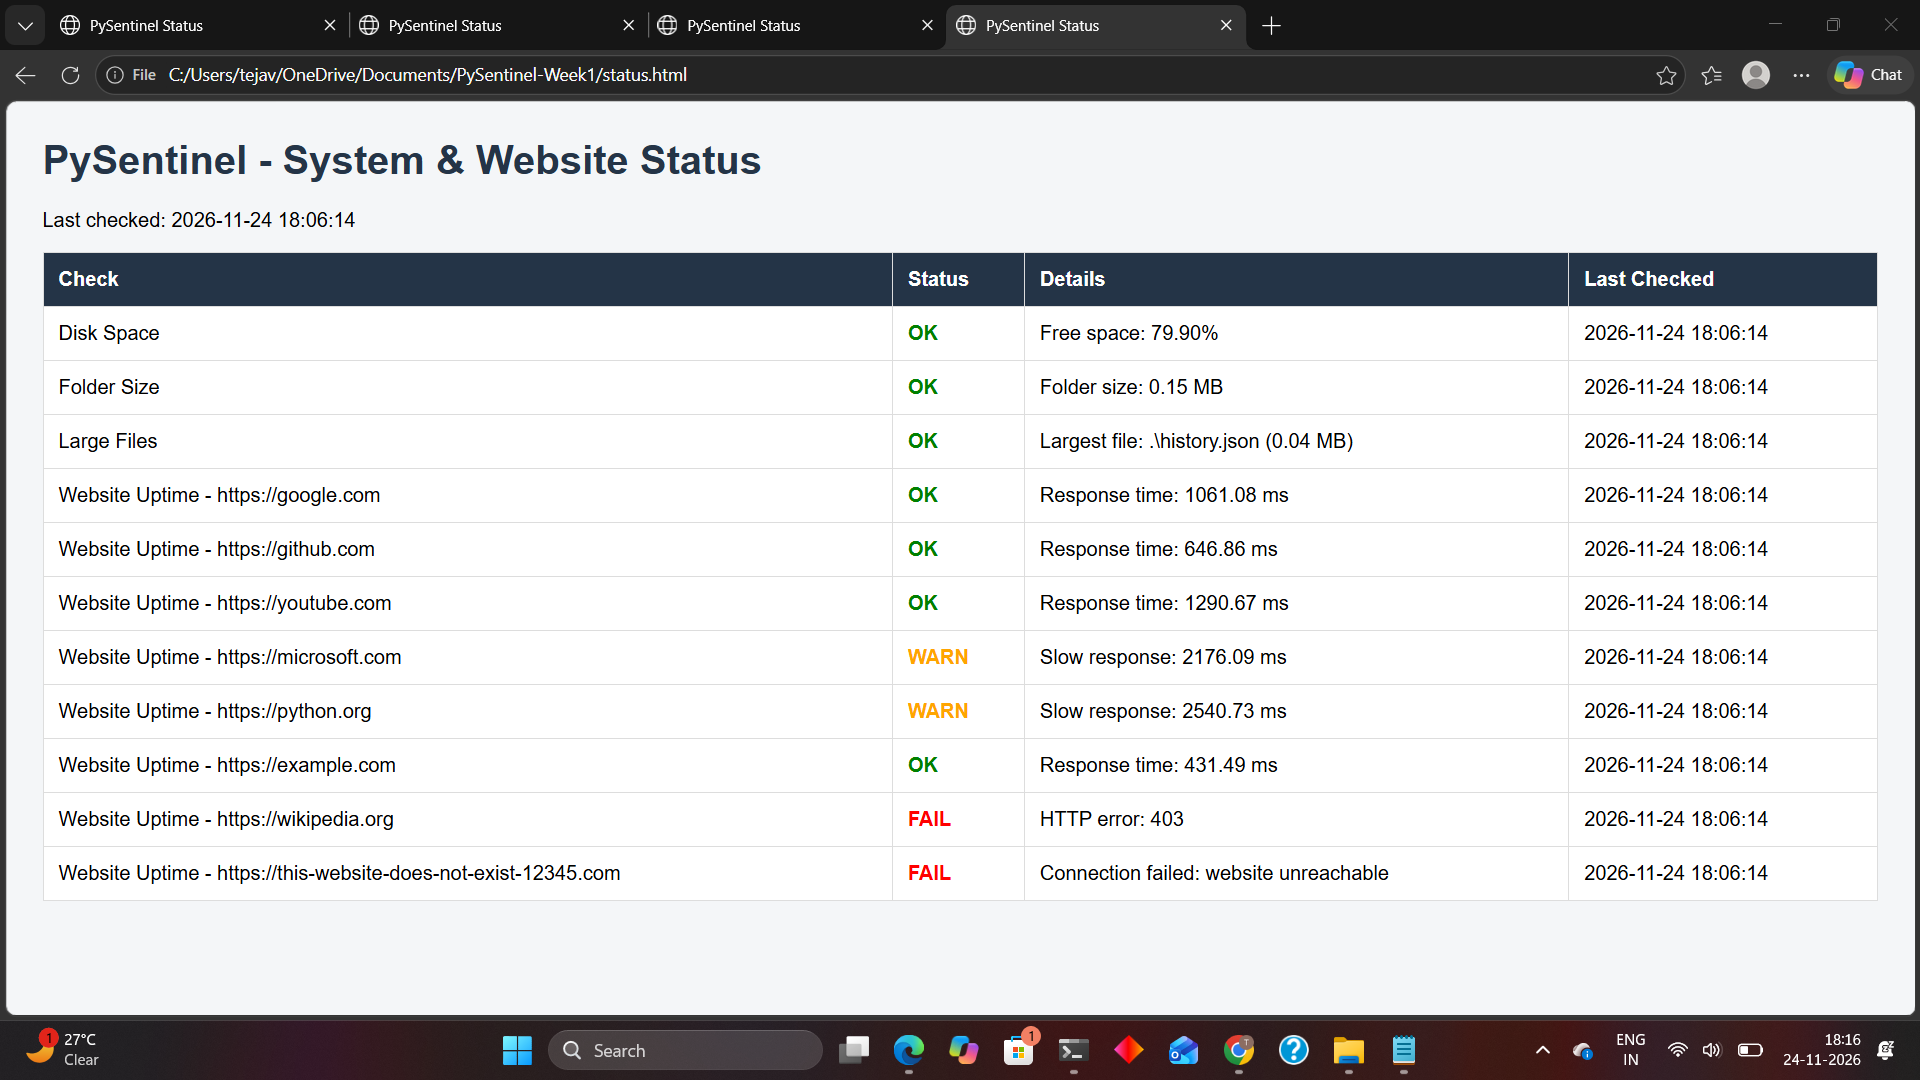 PySentinel Status
PySentinel Status
PySentinel Status
PySentinel Status
File C:/Users/tejav/OneDrive/Documents/PySentinel-Week1/status.html
Chat
PySentinel - System & Website Status
Last checked: 2026-11-24 18:06:14
Check Status Details Last Checked
Disk Space OK Free space: 79.90% 2026-11-24 18:06:14
Folder Size OK Folder size: 0.15 MB 2026-11-24 18:06:14
Large Files OK Largest file: .\history.json (0.04 MB) 2026-11-24 18:06:14
Website Uptime - https://google.com OK Response time: 1061.08 ms 2026-11-24 18:06:14
Website Uptime - https://github.com OK Response time: 646.86 ms 2026-11-24 18:06:14
Website Uptime - https://youtube.com OK Response time: 1290.67 ms 2026-11-24 18:06:14
Website Uptime - https://microsoft.com WARN Slow response: 2176.09 ms 2026-11-24 18:06:14
Website Uptime - https://python.org WARN Slow response: 2540.73 ms 2026-11-24 18:06:14
Website Uptime - https://example.com OK Response time: 431.49 ms 2026-11-24 18:06:14
Website Uptime - https://wikipedia.org FAIL HTTP error: 403 2026-11-24 18:06:14
Website Uptime - https://this-website-does-not-exist-12345.com FAIL Connection failed: website unreachable 2026-11-24 18:06:14
1
27°C
Clear
Search
1
T
ENG
IN
18:16
24-11-2026